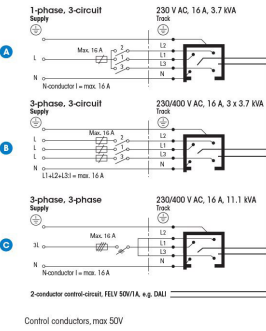 1-phase, 3-circuit
230 V AC, 16 A, 3.7 kVA
Supply
Track
A
Max. 16 A
2
1
3
L
L2
L1
L3
N
N
N-conductor I = max. 16 A
3-phase, 3-circuit
230/400 V AC, 16 A, 3 x 3.7 kVA
Supply
Track
B
Max. 16 A
2
1
3
L
L
L
L2
L1
L3
N
N
L1+L2+L3:I = max. 16 A
3-phase, 3-phase
230/400 V AC, 16 A, 11.1 kVA
Supply
Track
C
Max. 16 A
3L
L2
L1
L3
N
N
N-conductor I = max. 16 A
2-conductor control-circuit, FELV 50V/1A, e.g. DALI
Control conductors, max 50V